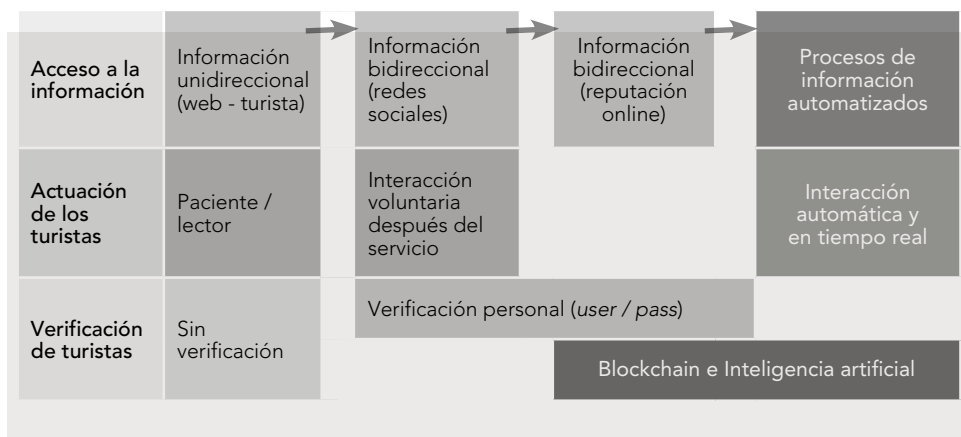 Acceso a la
información
Información
unidireccional
(web - turista)
Información
bidireccional
(redes
sociales)
Información
bidireccional
(reputación
online)
Procesos de
información
automatizados
Actuación
de los
turistas
Paciente /
lector
Interacción
voluntaria
después del
servicio
Interacción
automática y
en tiempo real
Verificación
de turistas
Sin
verificación
Verificación personal (user / pass)
Blockchain e Inteligencia artificial